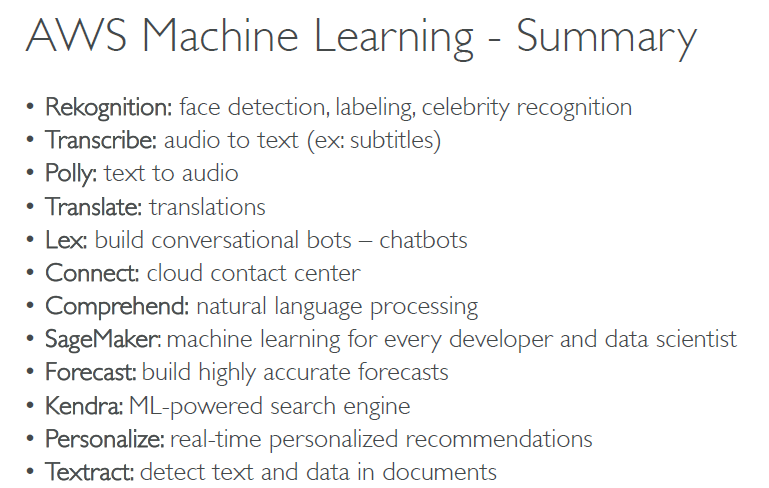 AWS Machine Learning - Summary
• Rekognition: face detection, labeling, celebrity recognition
• Transcribe: audio to text (ex: subtitles)
• Polly: text to audio
• Translate: translations
• Lex: build conversational bots – chatbots
• Connect: cloud contact center
• Comprehend: natural language processing
• SageMaker: machine learning for every developer and data scientist
• Forecast: build highly accurate forecasts
• Kendra: ML-powered search engine
• Personalize: real-time personalized recommendations
• Textract: detect text and data in documents